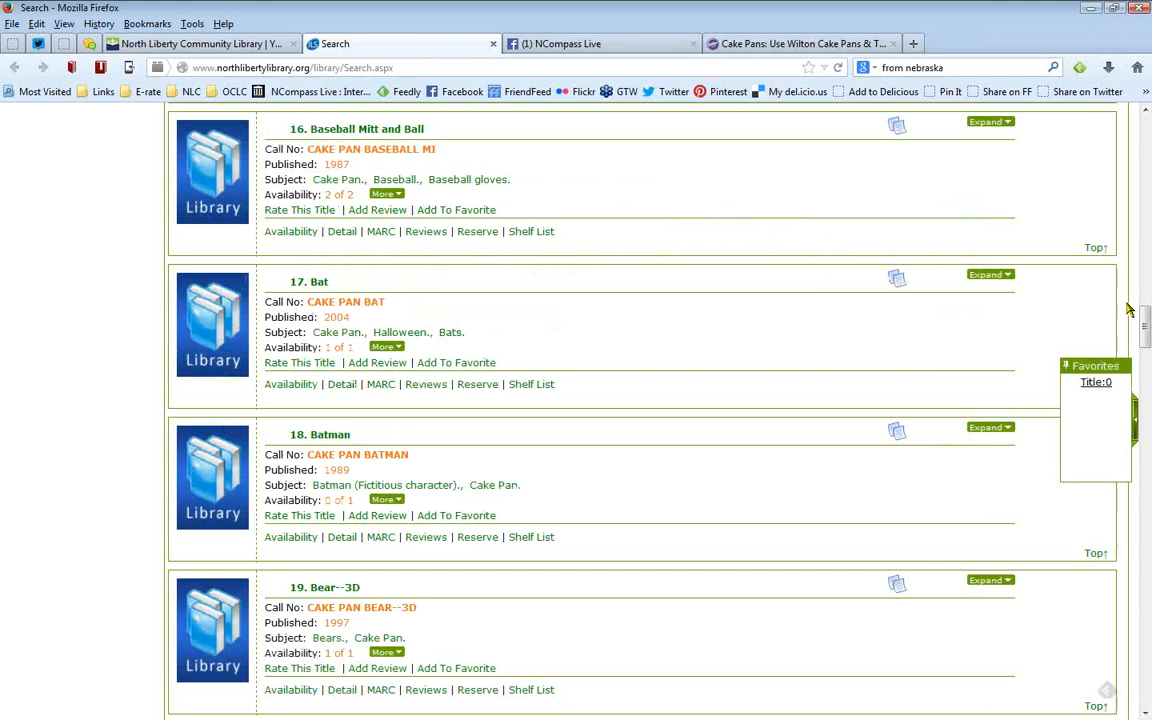 Search - Mozilla Firefox
File Edit View History Bookmarks Tools Help
North Liberty Community Library | Y... × Search × (1) NCompass Live × Cake Pans: Use Wilton Cake Pans & T... ×
www.northlibertylibrary.org/library/Search.aspx from nebraska
Most Visited Links E-rate NLC OCLC NCompass Live: Inter... Feedly Facebook FriendFeed Flickr GTW Twitter Pinterest My del.icio.us Add to Delicious Pin It Share on FF Share on Twitter »
16. Baseball Mitt and Ball Expand
Call No: CAKE PAN BASEBALL MI
Published: 1987
Subject: Cake Pan., Baseball., Baseball gloves.
Availability: 2 of 2 More
Rate This Title | Add Review | Add To Favorite
Library
Availability | Detail | MARC | Reviews | Reserve | Shelf List
Top↑
17. Bat Expand
Call No: CAKE PAN BAT
Published: 2004
Subject: Cake Pan., Halloween., Bats.
Availability: 1 of 1 More
Rate This Title | Add Review | Add To Favorite
Library
Availability | Detail | MARC | Reviews | Reserve | Shelf List
Favorites
Title:0
18. Batman Expand
Call No: CAKE PAN BATMAN
Published: 1989
Subject: Batman (Fictitious character)., Cake Pan.
Availability: 0 of 1 More
Rate This Title | Add Review | Add To Favorite
Library
Availability | Detail | MARC | Reviews | Reserve | Shelf List
Top↑
19. Bear--3D Expand
Call No: CAKE PAN BEAR--3D
Published: 1997
Subject: Bears., Cake Pan.
Availability: 1 of 1 More
Rate This Title | Add Review | Add To Favorite
Library
Availability | Detail | MARC | Reviews | Reserve | Shelf List
Top↑